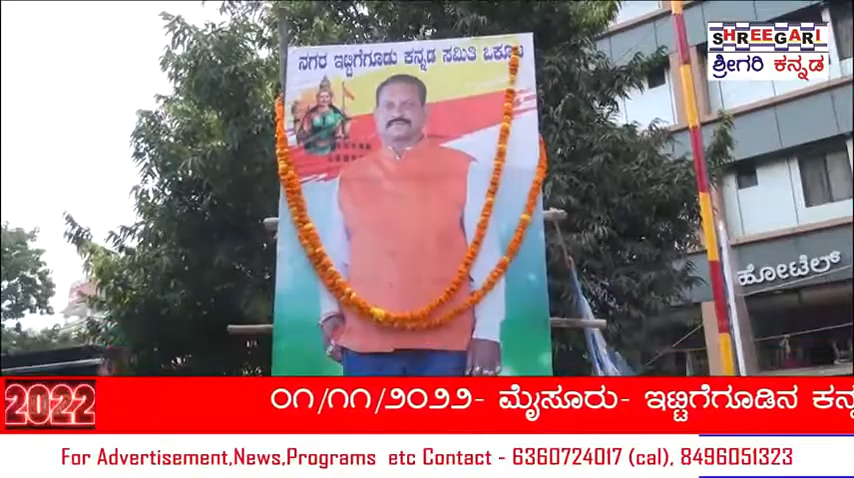 ನಗರ ಇಟ್ಟಿಗೆಗೂಡು ಕನ್ನಡ ಸಮಿತಿ ಒಕ್ಕೂಟ
SHREEGARI
ಶ್ರೀಗರಿ ಕನ್ನಡ
ಹೋಟೆಲ್ ಶ್ರೀ
2022
೦೧/೧೧/೨೦೨೨- ಮೈಸೂರು- ಇಟ್ಟಿಗೆಗೂಡಿನ ಕನ್ನ
For Advertisement,News,Programs etc Contact - 6360724017 (cal), 8496051323